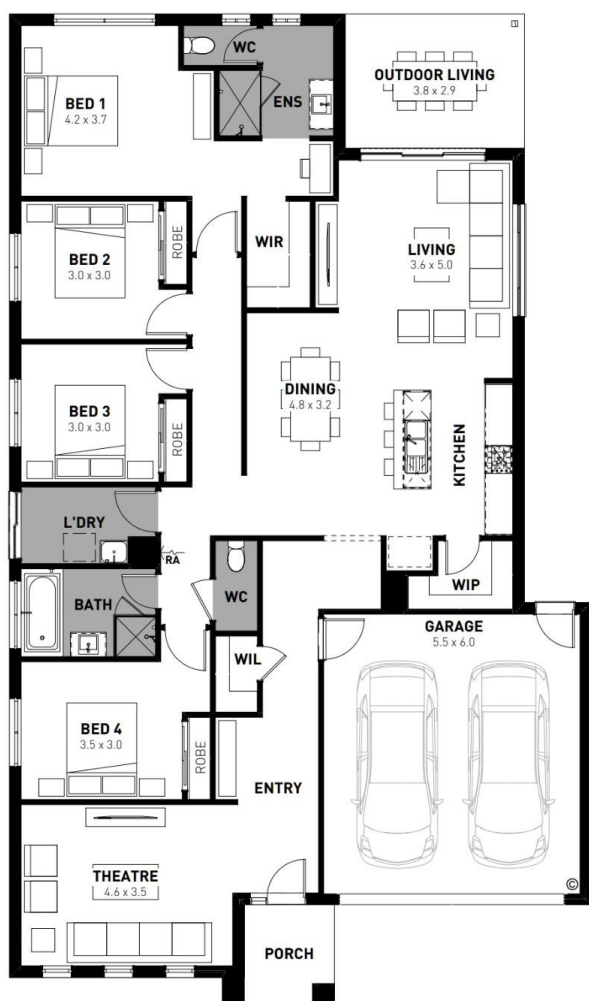 WC
OUTDOOR LIVING
3.8 x 2.9
BED 1
4.2 x 3.7
ENS
WIR
LIVING
3.6 x 5.0
BED 2
3.0 x 3.0
ROBE
DINING
4.8 x 3.2
BED 3
3.0 x 3.0
ROBE
KITCHEN
L'DRY
RA
WC
WIP
BATH
GARAGE
5.5 x 6.0
WIL
BED 4
3.5 x 3.0
ROBE
ENTRY
THEATRE
4.6 x 3.5
©
PORCH